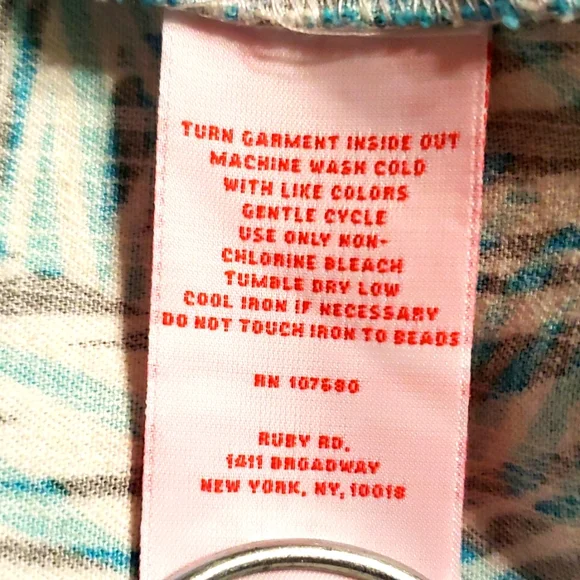 TURN GARMENT INSIDE OUT
MACHINE WASH COLD
WITH LIKE COLORS
GENTLE CYCLE
USE ONLY NON-
CHLORINE BLEACH
TUMBLE DRY LOW
COOL IRON IF NECESSARY
DO NOT TOUCH IRON TO BEADS
RN 107680
RUBY RD.
1411 BROADWAY
NEW YORK, NY, 10018